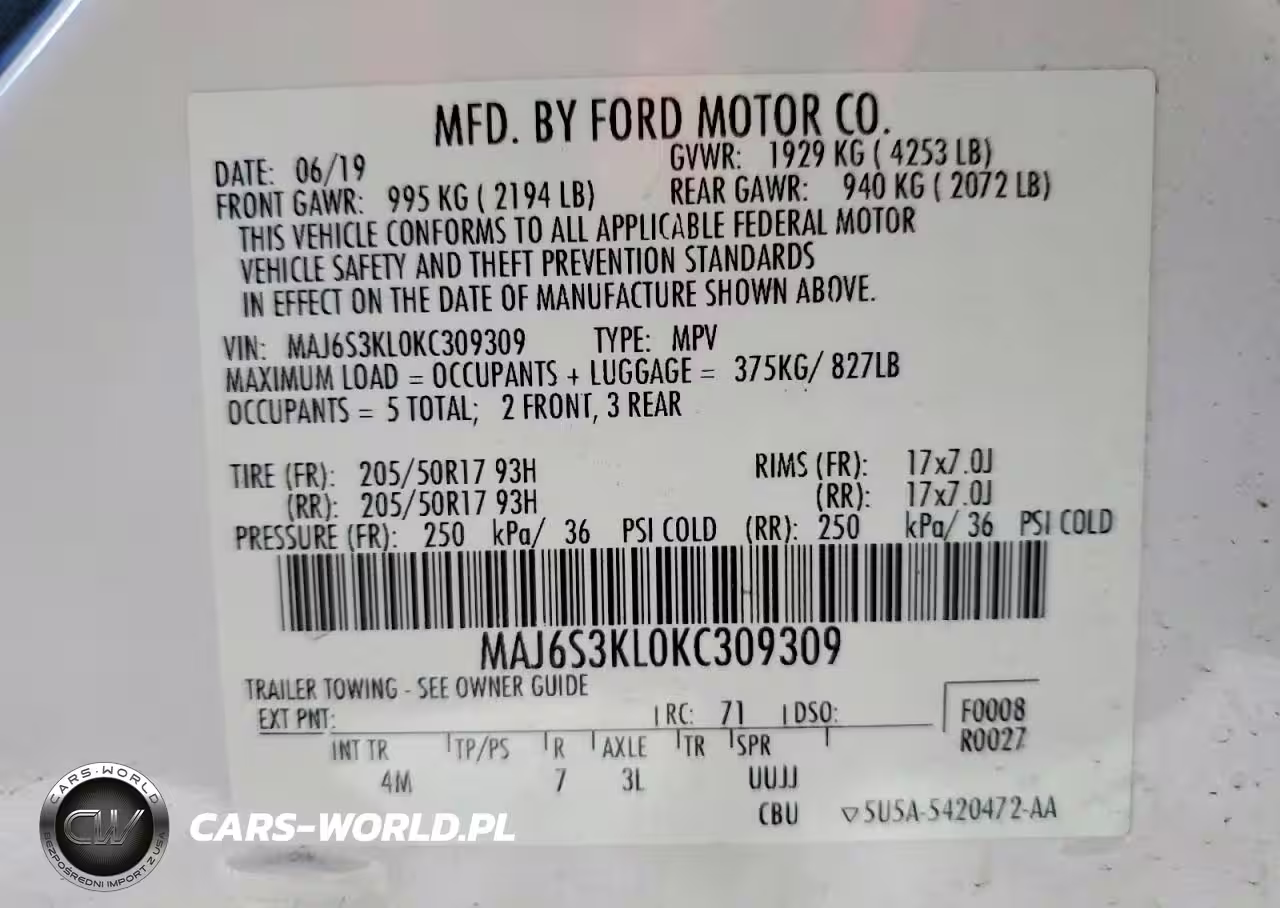 MFD. BY FORD MOTOR CO.
DATE: 06/19 GVWR: 1929 KG ( 4253 LB)
FRONT GAWR: 995 KG ( 2194 LB) REAR GAWR: 940 KG ( 2072 LB)
THIS VEHICLE CONFORMS TO ALL APPLICABLE FEDERAL MOTOR
VEHICLE SAFETY AND THEFT PREVENTION STANDARDS
IN EFFECT ON THE DATE OF MANUFACTURE SHOWN ABOVE.
VIN: MAJ6S3KL0KC309309 TYPE: MPV
MAXIMUM LOAD = OCCUPANTS + LUGGAGE = 375KG/ 827LB
OCCUPANTS = 5 TOTAL; 2 FRONT, 3 REAR
TIRE (FR): 205/50R17 93H RIMS (FR): 17x7.0J
(RR): 205/50R17 93H (RR): 17x7.0J
PRESSURE (FR): 250 kPa/ 36 PSI COLD (RR): 250 kPa/ 36 PSI COLD
MAJ6S3KL0KC309309
TRAILER TOWING - SEE OWNER GUIDE
EXT PNT: RC: 71 DSO: F0008
R0027
INT TR TP/PS R AXLE TR SPR
4M 7 3L UUJJ
CBU ▽5U5A-5420472-AA
CARS-WORLD
CW
BEZPOŚREDNI IMPORT Z USA
CARS-WORLD.PL